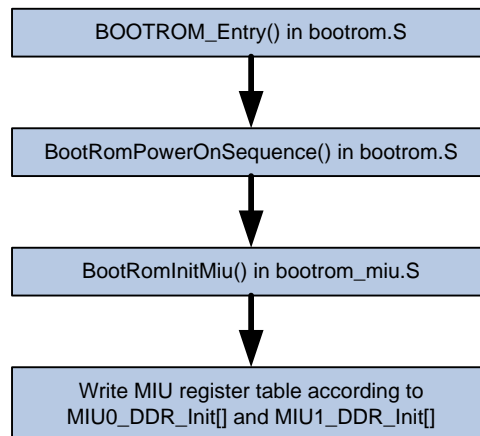 BOOTROM_Entry() in bootrom.S
BootRomPowerOnSequence() in bootrom.S
BootRomInitMiu() in bootrom_miu.S
Write MIU register table according to
MIU0_DDR_Init[] and MIU1_DDR_Init[]